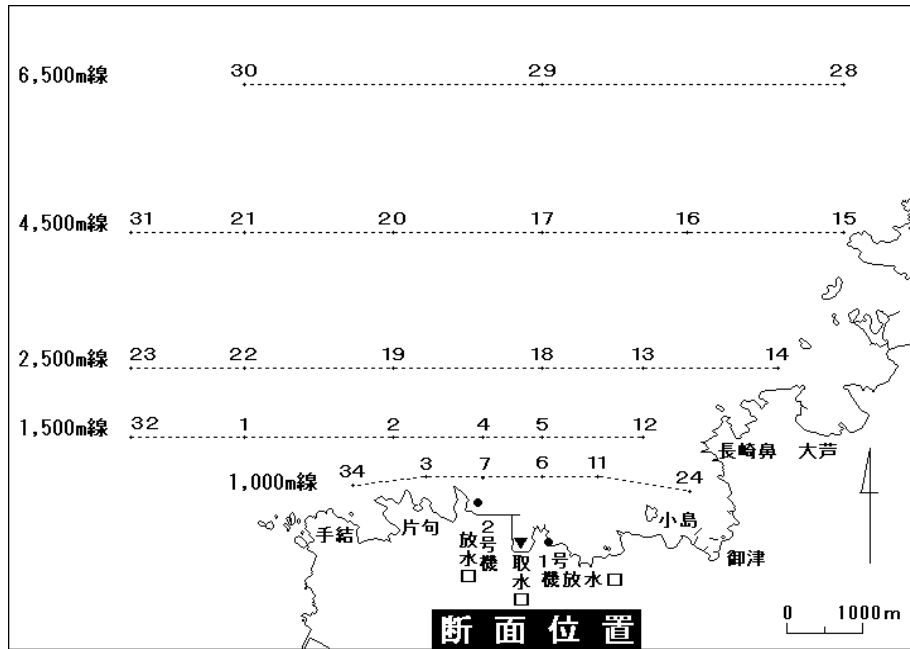 6,500m線 30 29 28
4,500m線 31 21 20 17 16 15
2,500m線 23 22 19 18 13 14
1,500m線 32 1 2 4 5 12
長崎鼻 大芦
1,000m線 34 3 7 6 11 24
手結 片句 小島 御津
2号機
放水口
取水口
1号
機放水口
0 1000m
断面位置